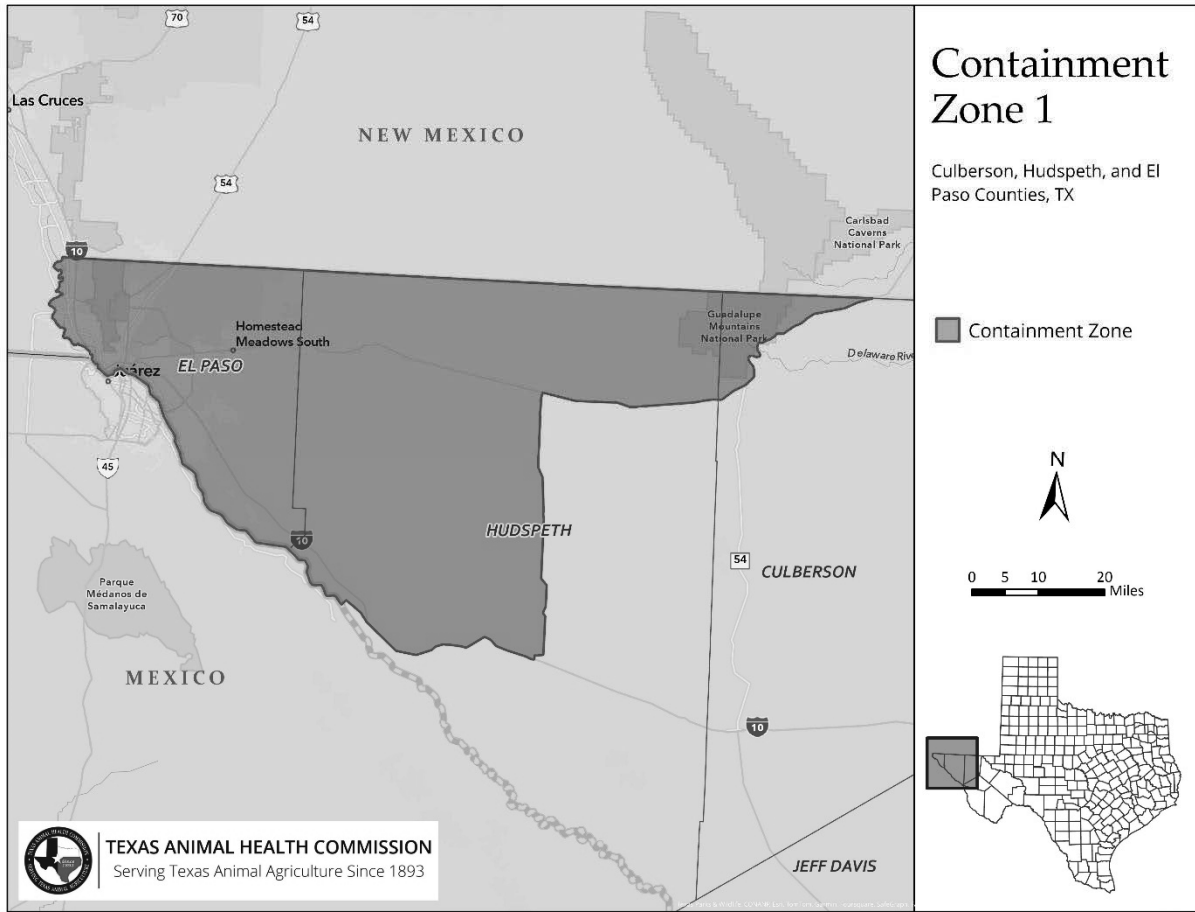 70
54
Las Cruces
NEW MEXICO
54
Carlsbad
Caverns
National Park
10
Guadalupe
Mountains
National Park
Homestead
Meadows South
Delaware River
EL PASO
Juárez
45
10
HUDSPETH
54
CULBERSON
Parque
Médanos de
Samalayuca
MEXICO
10
JEFF DAVIS
TEXAS ANIMAL HEALTH COMMISSION
Serving Texas Animal Agriculture Since 1893
Containment
Zone 1
Culberson, Hudspeth, and El
Paso Counties, TX
Containment Zone
N
0 5 10 20
Miles